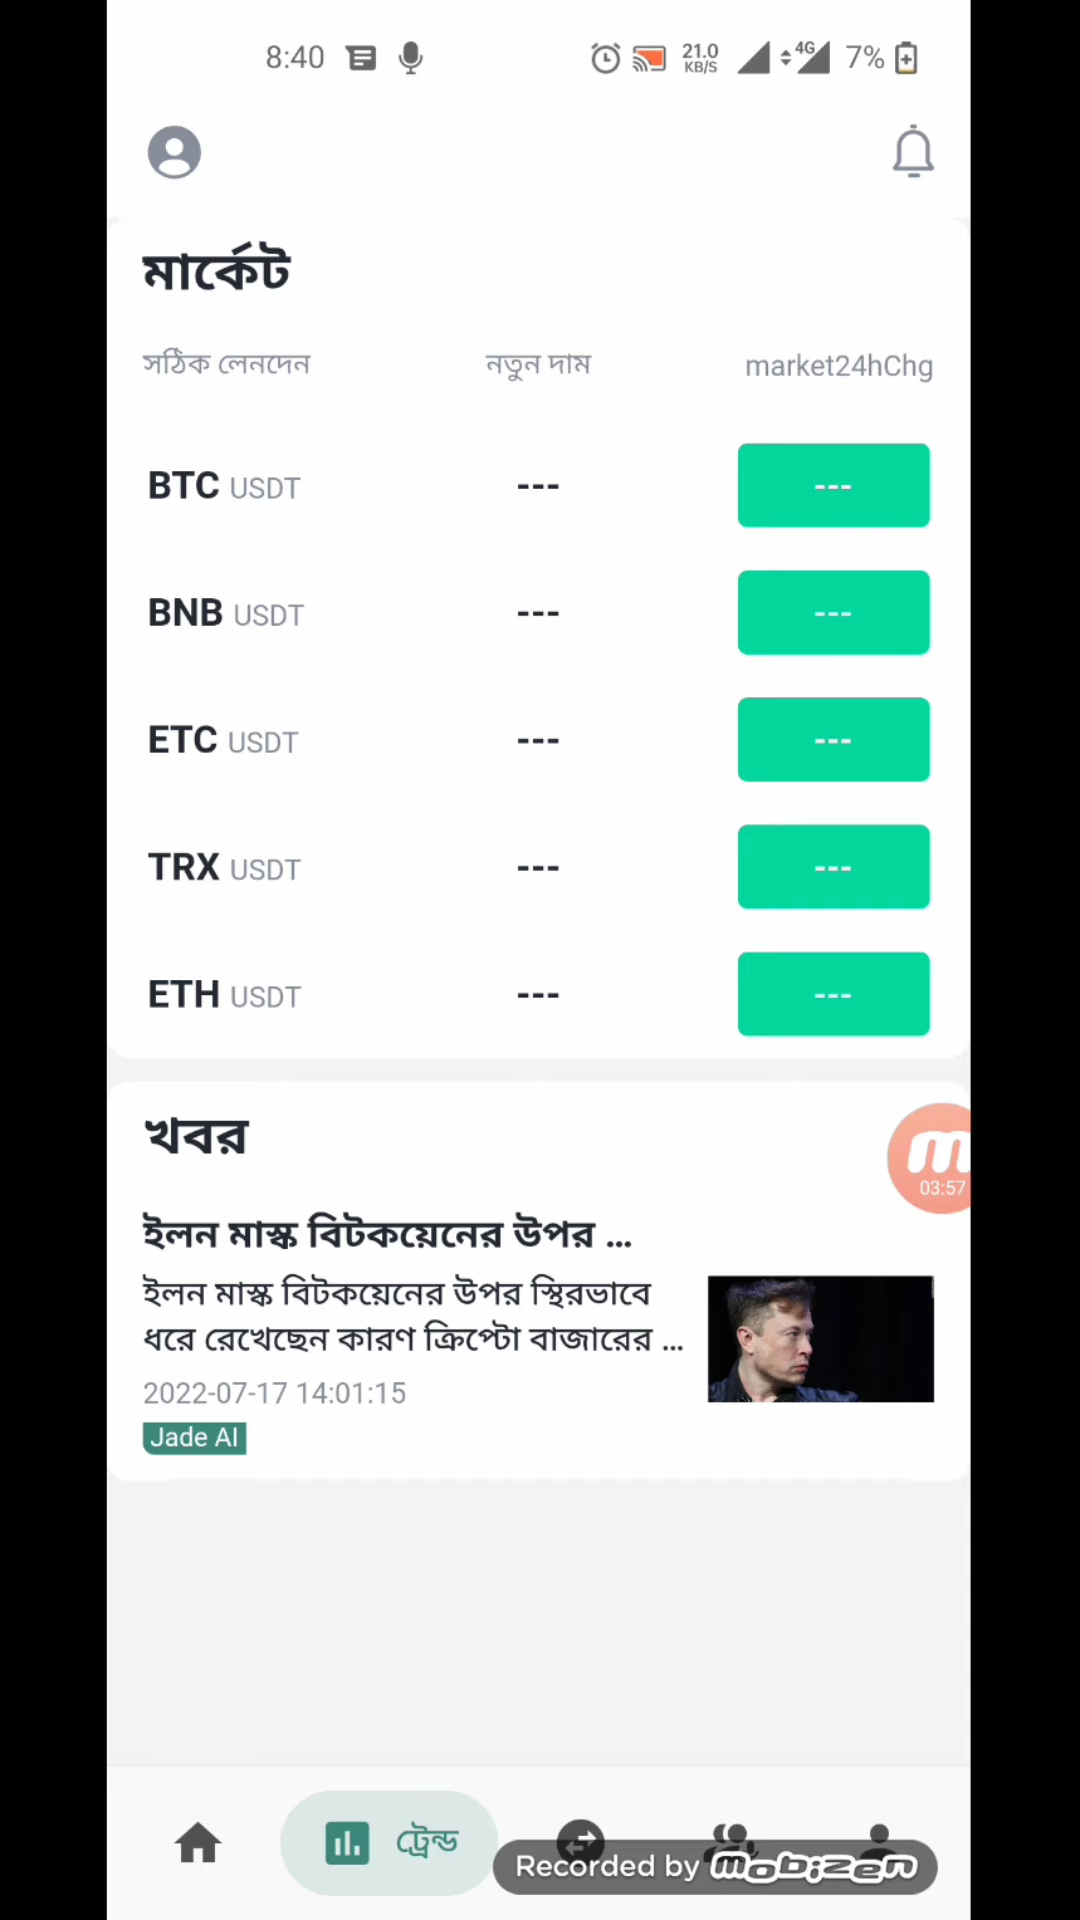 8:40 21.0 KB/S 4G 7%
মার্কেট
সঠিক লেনদেন নতুন দাম market24hChg
BTC USDT --- ---
BNB USDT --- ---
ETC USDT --- ---
TRX USDT --- ---
ETH USDT --- ---
খবর
m
03:57
ইলন মাস্ক বিটকয়েনের উপর ...
ইলন মাস্ক বিটকয়েনের উপর স্থিরভাবে
ধরে রেখেছেন কারণ ক্রিপ্টো বাজারের ...
2022-07-17 14:01:15
Jade AI
ট্রেন্ড
Recorded by mobizen